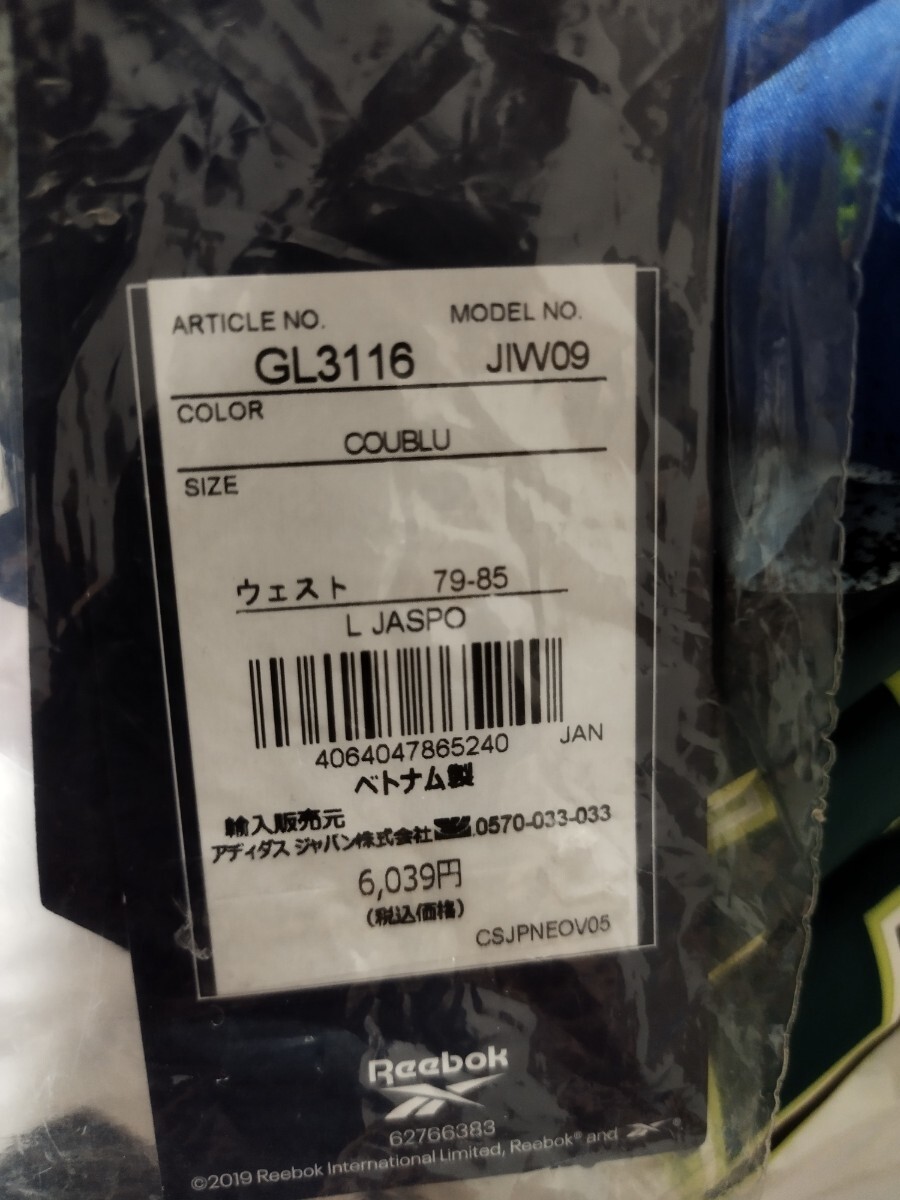 ARTICLE NO. MODEL NO.
GL3116 JIW09
COLOR
COUBLU
SIZE
ウェスト 79-85
L JASPO
4064047865240 JAN
ベトナム製
輸入販売元
アディダス ジャパン株式会社 0570-033-033
6,039円
(税込価格)
CSJPNEOV05
Reebok
62766383
©2019 Reebok International Limited, Reebok® and